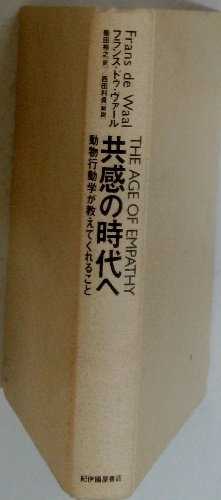 Frans de Waal
フランス・ドゥ・ヴァール
柴田裕之 訳 西田利貞 解説
THE AGE OF EMPATHY
共感の時代へ
動物行動学が教えてくれること
紀伊國屋書店